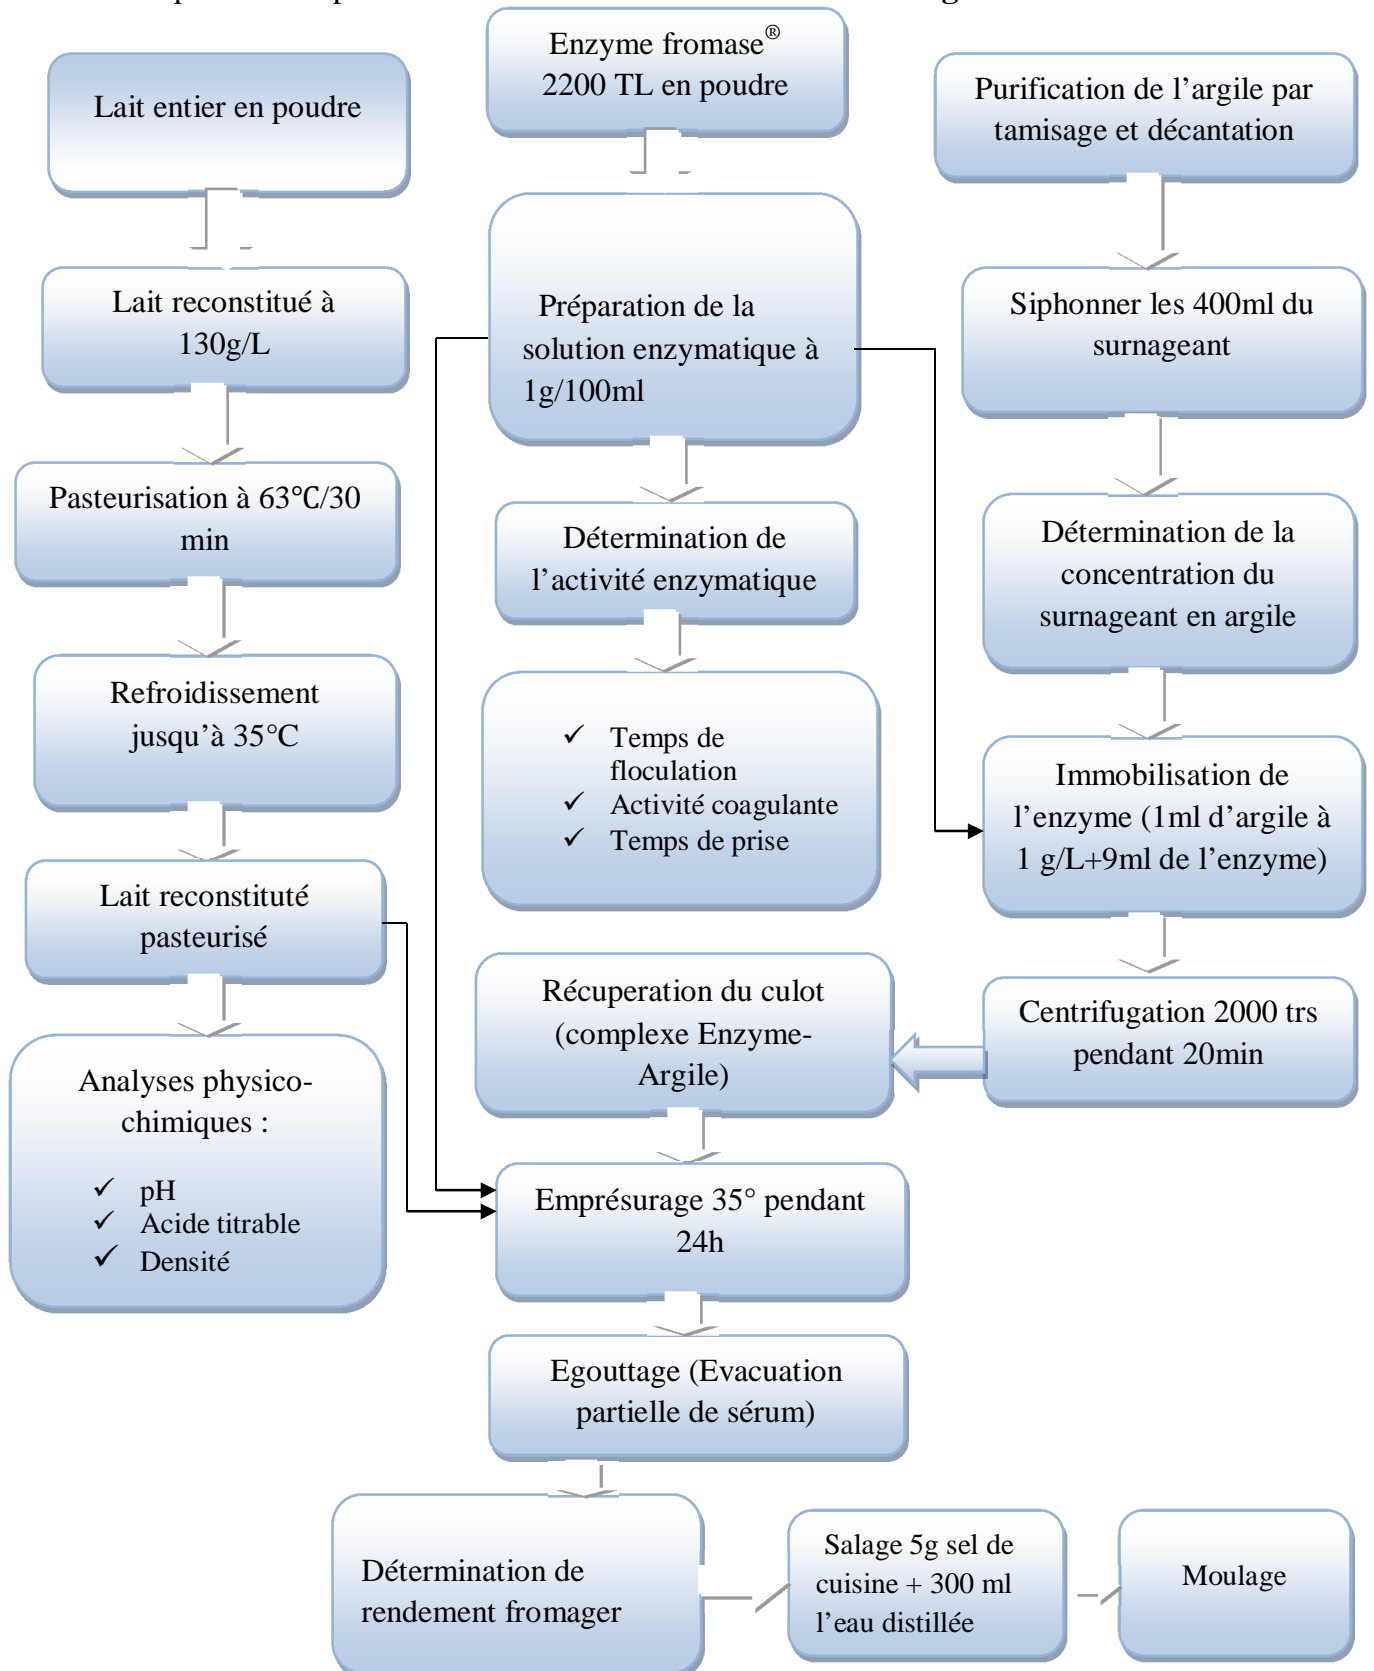 Enzyme fromase®
2200 TL en poudre
Lait entier en poudre
Purification de l’argile par
tamisage et décantation
Lait reconstitué à
130g/L
Préparation de la
solution enzymatique à
1g/100ml
Siphonner les 400ml du
surnageant
Pasteurisation à 63℃/30
min
Détermination de
l’activité enzymatique
Détermination de la
concentration du
surnageant en argile
Refroidissement
jusqu’à 35°C
✓ Temps de
floculation
✓ Activité coagulante
✓ Temps de prise
Immobilisation de
l’enzyme (1ml d’argile à
1 g/L+9ml de l’enzyme)
Lait reconstituté
pasteurisé
Récuperation du culot
(complexe Enzyme-
Argile)
Centrifugation 2000 trs
pendant 20min
Analyses physico-
chimiques :
✓ pH
✓ Acide titrable
✓ Densité
Emprésurage 35° pendant
24h
Egouttage (Evacuation
partielle de sérum)
Détermination de
rendement fromager
Salage 5g sel de
cuisine + 300 ml
l’eau distillée
Moulage